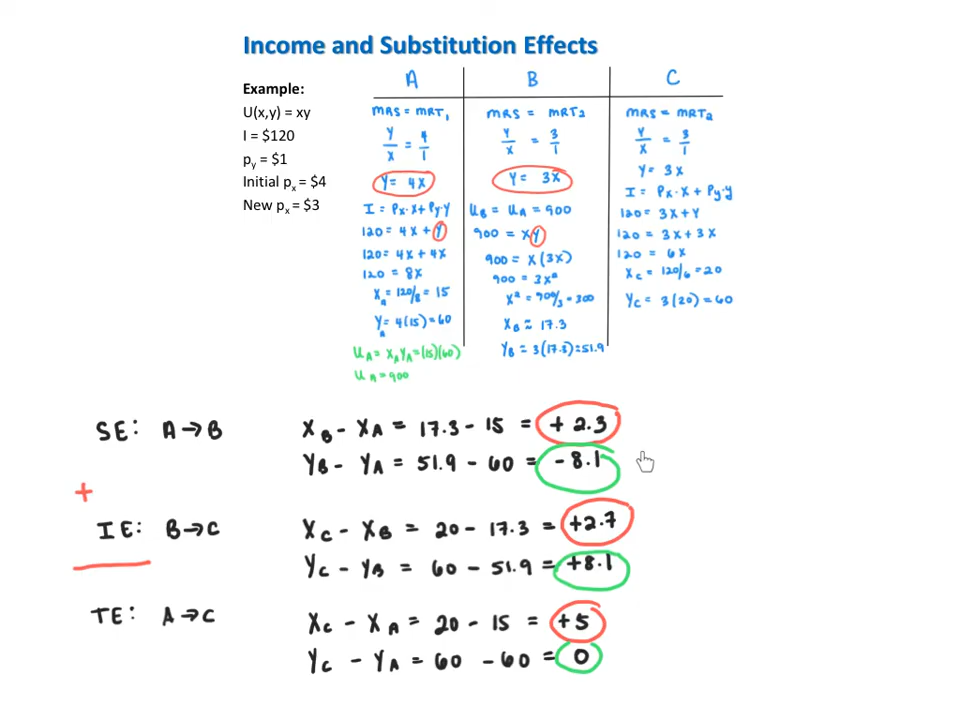 Income and Substitution Effects
Example:
U(x,y) = xy
I = $120
py = $1
Initial px = $4
New px = $3
A
MRS = MRT1
Y/X = 4/1
Y = 4X
I = Px·X + Py·Y
120 = 4X + Y
120 = 4X + 4X
120 = 8X
XA = 120/8 = 15
YA = 4(15) = 60
UA = XAYA = (15)(60)
UA = 900
B
MRS = MRT2
Y/X = 3/1
Y = 3X
UB = UA = 900
900 = XY
900 = X(3X)
900 = 3X²
X² = 900/3 = 300
XB ≈ 17.3
YB = 3(17.3) = 51.9
C
MRS = MRT2
Y/X = 3/1
Y = 3X
I = Px·X + Py·Y
120 = 3X + Y
120 = 3X + 3X
120 = 6X
XC = 120/6 = 20
YC = 3(20) = 60
SE: A→B
XB - XA = 17.3 - 15 = +2.3
YB - YA = 51.9 - 60 = -8.1
+
IE: B→C
XC - XB = 20 - 17.3 = +2.7
YC - YB = 60 - 51.9 = +8.1
TE: A→C
XC - XA = 20 - 15 = +5
YC - YA = 60 - 60 = 0